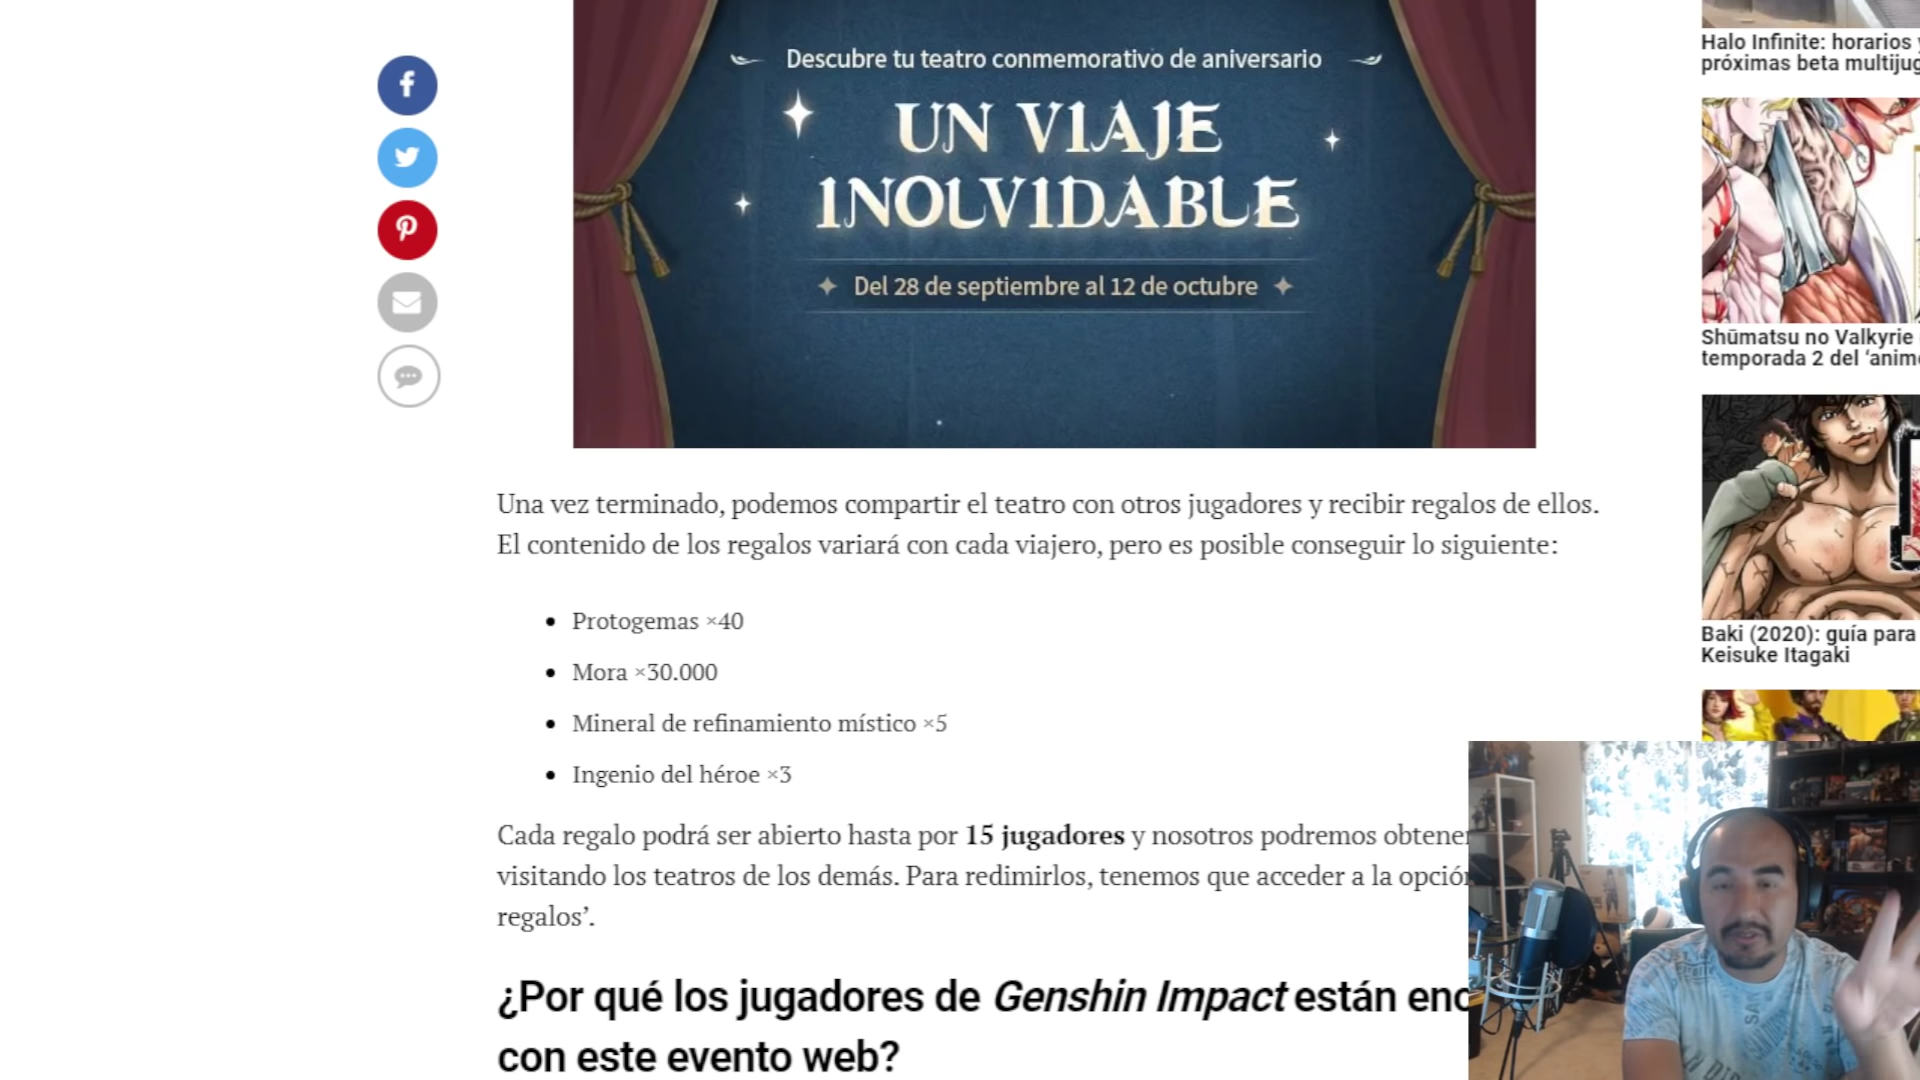 Descubre tu teatro conmemorativo de aniversario
UN VIAJE
INOLVIDABLE
Del 28 de septiembre al 12 de octubre
Una vez terminado, podemos compartir el teatro con otros jugadores y recibir regalos de ellos.
El contenido de los regalos variará con cada viajero, pero es posible conseguir lo siguiente:
• Protogemas ×40
• Mora ×30.000
• Mineral de refinamiento místico ×5
• Ingenio del héroe ×3
Cada regalo podrá ser abierto hasta por 15 jugadores y nosotros podremos
visitando los teatros de los demás. Para redimirlos, tenemos que acceder a la
regalos’.
¿Por qué los jugadores de Genshin Impact están
con este evento web?
Halo Infinite: horarios
próximas beta
Shūmatsu no Valkyrie
temporada 2 del
Baki (2020): guía para
Keisuke Itagaki